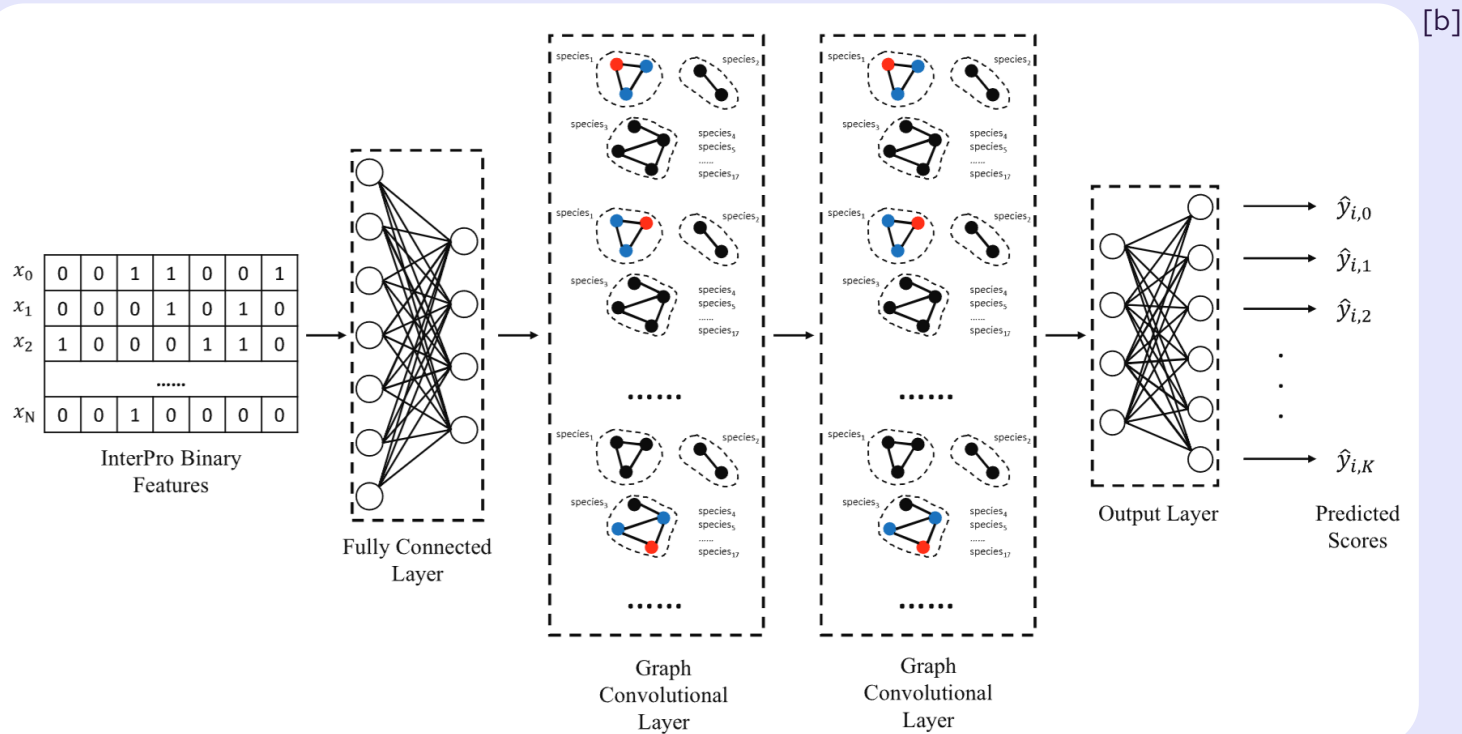 [b]
x0 0 0 1 1 0 0 1
x1 0 0 0 1 0 1 0
x2 1 0 0 0 1 1 0
......
xN 0 0 1 0 0 0 0
InterPro Binary
Features
Fully Connected
Layer
species1
species2
species3
species4
species5
......
species17
species1
species2
species3
species4
species5
......
species17
......
species1
species2
species3
species4
species5
......
species17
......
Graph
Convolutional
Layer
species1
species2
species3
species4
species5
......
species17
species1
species2
species3
species4
species5
......
species17
......
species1
species2
species3
species4
species5
......
species17
......
Graph
Convolutional
Layer
Output Layer
ŷi,0
ŷi,1
ŷi,2
.
.
.
ŷi,K
Predicted
Scores